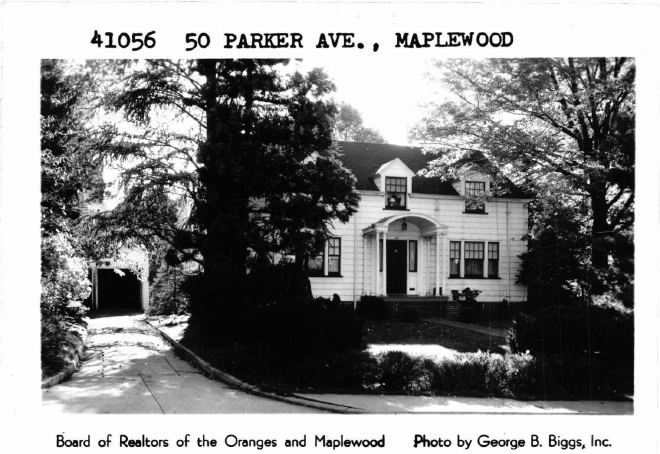 41056 50 PARKER AVE., MAPLEWOOD
Board of Realtors of the Oranges and Maplewood Photo by George B. Biggs, Inc.